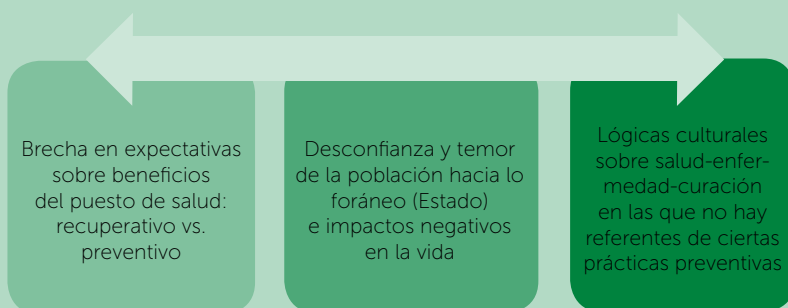 Brecha en expectativas
sobre beneficios
del puesto de salud:
recuperativo vs.
preventivo
Desconfianza y temor
de la población hacia lo
foráneo (Estado)
e impactos negativos
en la vida
Lógicas culturales
sobre salud-enfer-
medad-curación
en las que no hay
referentes de ciertas
prácticas preventivas